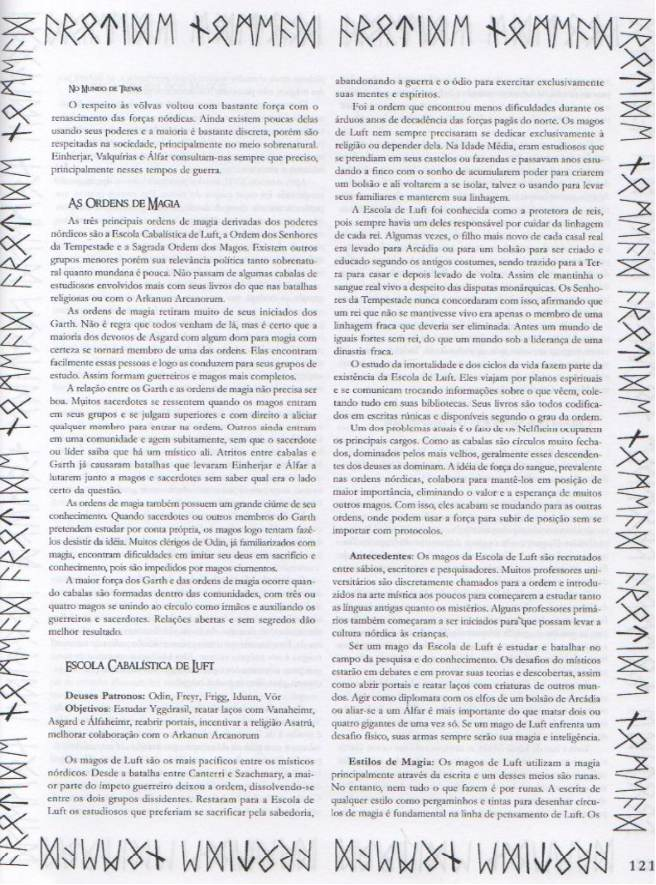 No Mundo de Trevas
O respeito às völvas voltou com bastante força com o
renascimento das forças nórdicas. Ainda existem poucas delas
usando seus poderes e a maioria é bastante discreta, porém são
respeitadas na sociedade, principalmente no meio sobrenatural.
Einherjar, Valquírias e Álfar consultam-nas sempre que preciso,
principalmente nesses tempos de guerra.
As Ordens de Magia
As três principais ordens de magia derivadas dos poderes
nórdicos são a Escola Cabalística de Luft, a Ordem dos Senhores
da Tempestade e a Sagrada Ordem dos Magos. Existem outros
grupos menores porém sua relevância política tanto sobrenatu-
ral quanto mundana é pouca. Não passam de algumas cabalas de
estudiosos envolvidos mais com seus livros do que nas batalhas
religiosas ou com o Arkanun Arcanorum.
As ordens de magia retiram muito de seus iniciados dos
Garth. Não é regra que todos venham de lá, mas é certo que a
maioria dos devotos de Asgard com algum dom para magia com
certeza se tornará membro de uma das ordens. Elas encontram
facilmente essas pessoas e logo as conduzem para seus grupos de
estudo. Assim formam guerreiros e magos mais completos.
A relação entre os Garth e as ordens de magia não precisa ser
boa. Muitos sacerdotes se ressentem quando os magos entram
em seus grupos e se julgam superiores e com direito a aliciar
qualquer membro para entrar na ordem. Outros ainda entram
em uma comunidade e agem subitamente, sem que o sacerdote
ou líder saiba que há um místico ali. Atritos entre cabalas e
Garth já causaram batalhas que levaram Einherjar e Álfar a
lutarem junto a magos e sacerdotes sem saber qual era o lado
certo da questão.
As ordens de magia também possuem um grande ciúme de seu
conhecimento. Quando sacerdotes ou outros membros do Garth
pretendem estudar por conta própria, os magos logo tentam fazê-
los desistir da idéia. Muitos clérigos de Odin, já familiarizados com
magia, encontram dificuldades em imitar seu deus em sacrifício e
conhecimento, pois são impedidos por magos ciumentos.
A maior força dos Garth e das ordens de magia ocorre quan-
do cabalas são formadas dentro das comunidades, com três ou
quatro magos se unindo ao círculo como irmãos e auxiliando os
guerreiros e sacerdotes. Relações abertas e sem segredos dão
melhor resultado.
Escola Cabalística de Luft
Deuses Patronos: Odin, Freyr, Frigg, Idunn, Vör
Objetivos: Estudar Yggdrasil, reatar laços com Vanaheimr,
Asgard e Álfaheimr, reabrir portais, incentivar a religião Asatrú,
melhorar colaboração com o Arkanun Arcanorum
Os magos de Luft são os mais pacíficos entre os místicos
nórdicos. Desde a batalha entre Canterri e Szachmary, a mai-
or parte do ímpeto guerreiro deixou a ordem, dissolvendo-se
entre os dois grupos dissidentes. Restaram para a Escola de
Luft os estudiosos que preferiam se sacrificar pela sabedoria,
abandonando a guerra e o ódio para exercitar exclusivamente
suas mentes e espíritos.
Foi a ordem que encontrou menos dificuldades durante os
árduos anos de decadência das forças pagãs do norte. Os magos
de Luft nem sempre precisaram se dedicar exclusivamente à
religião ou depender dela. Na Idade Média, eram estudiosos que
se prendiam em seus castelos ou fazendas e passavam anos estu-
dando a finco com o sonho de acumularem poder para criarem
um bolsão e ali voltarem a se isolar, talvez o usando para levar
seus familiares e manterem sua linhagem.
A Escola de Luft foi conhecida como a protetora de reis,
pois sempre havia um deles responsável por cuidar da linhagem
de cada rei. Algumas vezes, o filho mais novo de cada casal real
era levado para Arcádia ou para um bolsão para ser criado e
educado segundo os antigos costumes, sendo trazido para a Ter-
ra para casar e depois levado de volta. Assim ele mantinha o
sangue real vivo a despeito das disputas monárquicas. Os Senho-
res da Tempestade nunca concordaram com isso, afirmando que
um rei que não se mantivesse vivo era apenas o membro de uma
linhagem fraca que deveria ser eliminada. Antes um mundo de
iguais fortes sem rei, do que um mundo sob a liderança de uma
dinastia fraca.
O estudo da imortalidade e dos ciclos da vida fazem parte da
existência da Escola de Luft. Eles viajam por planos espirituais
e se comunicam trocando informações sobre o que vêem, cole-
tando tudo em suas bibliotecas. Seus livros são todos codifica-
dos em escritas rúnicas e disponíveis segundo o grau da ordem.
Um dos problemas atuais é o fato de os Neflheim ocuparem
os principais cargos. Como as cabalas são círculos muito fecha-
dos, dominados pelos mais velhos, geralmente esses descenden-
tes dos deuses as dominam. A idéia de força do sangue, prevalente
nas ordens nórdicas, colabora para mantê-los em posição de
maior importância, eliminando o valor e a esperança de muitos
outros magos. Com isso, eles acabam se mudando para as outras
ordens, onde podem usar a força para subir de posição sem se
importar com protocolos.
Antecedentes: Os magos da Escola de Luft são recrutados
entre sábios, escritores e pesquisadores. Muitos professores uni-
versitários são discretamente chamados para a ordem e introdu-
zidos na arte mística aos poucos para começarem a estudar tanto
as línguas antigas quanto os mistérios. Alguns professores primá-
rios também começaram a ser iniciados para que possam levar a
cultura nórdica às crianças.
Ser um mago da Escola de Luft é estudar e batalhar no
campo da pesquisa e do conhecimento. Os desafios do místicos
estarão em debates e em provar suas teorias e descobertas, assim
como abrir portais e reatar laços com criaturas de outros mun-
dos. Agir como diplomata com os elfos de um bolsão de Arcádia
ou aliar-se a um Álfar é mais importante do que matar dois ou
quatro gigantes de uma vez só. Se um mago de Luft enfrenta um
desafio físico, suas armas sempre serão sua magia e inteligência.
Estilos de Magia: Os magos de Luft utilizam a magia
principalmente através da escrita e um desses meios são runas.
No entanto, nem tudo o que fazem é por runas. A escrita de
qualquer estilo como pergaminhos e tintas para desenhar círcu-
los de magia é fundamental na linha de pensamento de Luft. Os
121